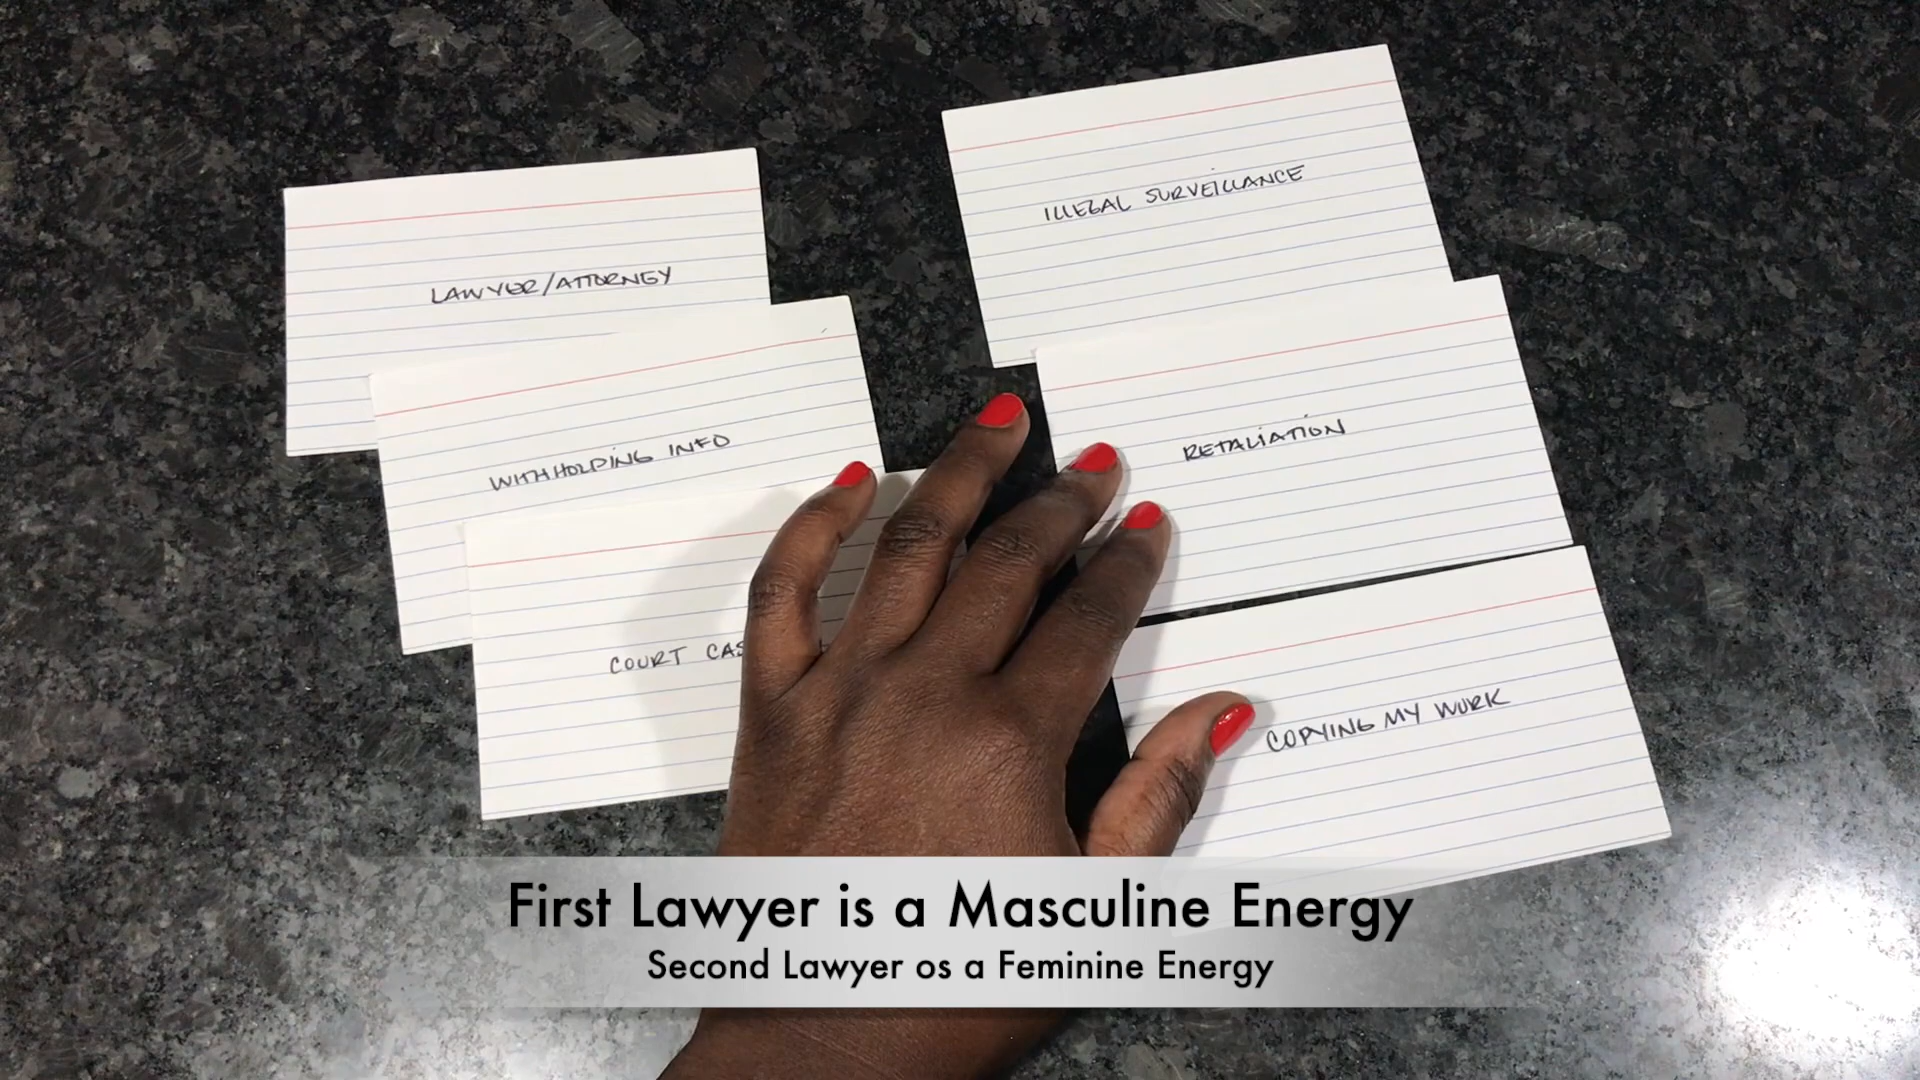 LAWYER/ATTORNEY
WITHHOLDING INFO
COURT CAS
ILLEGAL SURVEILLANCE
RETALIATION
COPYING MY WORK
First Lawyer is a Masculine Energy
Second Lawyer os a Feminine Energy